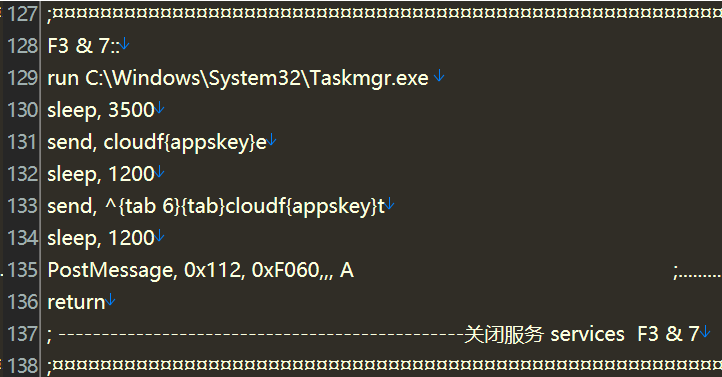 127 ;¤¤¤¤¤¤¤¤¤¤¤¤¤¤¤¤¤¤¤¤¤¤¤¤¤¤¤¤¤¤¤¤¤¤¤¤¤¤¤¤¤¤¤¤¤¤¤¤¤¤¤¤¤¤
128 F3 & 7::↓
129 run C:\Windows\System32\Taskmgr.exe ↓
130 sleep, 3500↓
131 send, cloudf{appskey}e↓
132 sleep, 1200↓
133 send, ^{tab 6}{tab}cloudf{appskey}t↓
134 sleep, 1200↓
135 PostMessage, 0x112, 0xF060,,, A ;.........
136 return↓
137 ; -----------------------------------------------关闭服务 services F3 & 7↓
138 ;¤¤¤¤¤¤¤¤¤¤¤¤¤¤¤¤¤¤¤¤¤¤¤¤¤¤¤¤¤¤¤¤¤¤¤¤¤¤¤¤¤¤¤¤¤¤¤¤¤¤¤¤¤¤